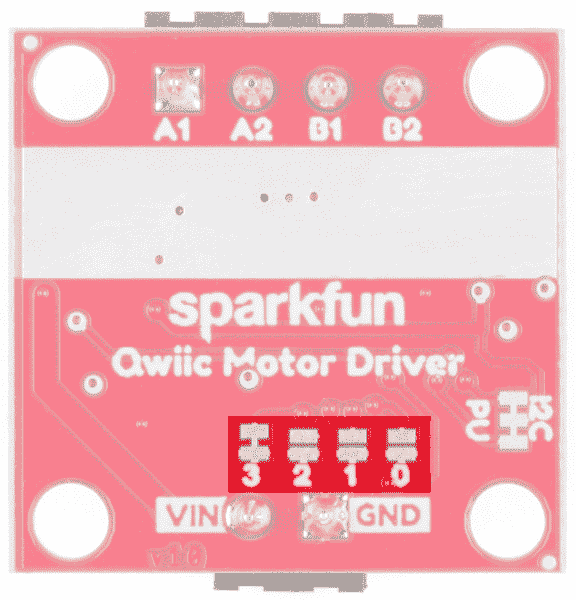 A1 A2 B1 B2
sparkfun
Qwiic Motor Driver
I2C
PU
3 2 1 0
VIN GND
v10